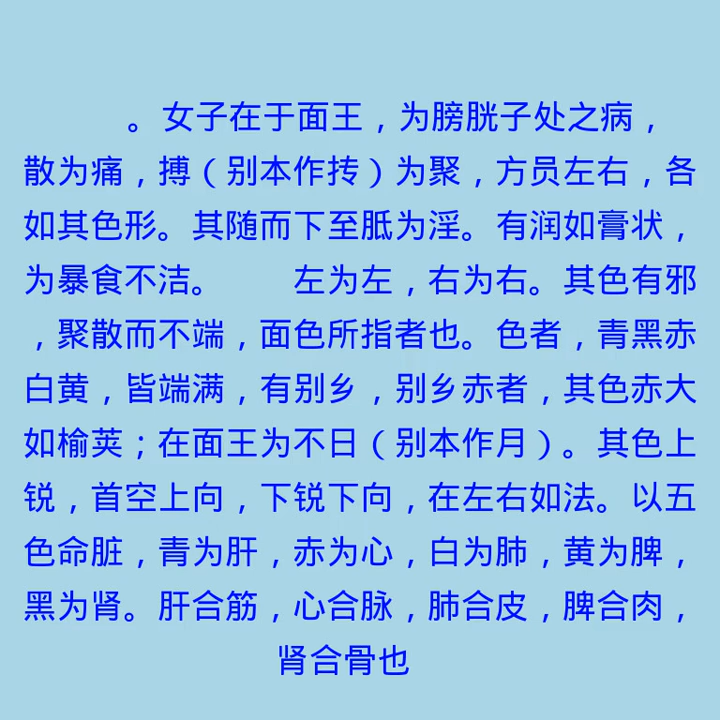 。女子在于面王，为膀胱子处之病，
散为痛，搏（别本作抟）为聚，方员左右，各
如其色形。其随而下至胝为淫。有润如膏状，
为暴食不洁。 左为左，右为右。其色有邪
，聚散而不端，面色所指者也。色者，青黑赤
白黄，皆端满，有别乡，别乡赤者，其色赤大
如榆荚；在面王为不日（别本作月）。其色上
锐，首空上向，下锐下向，在左右如法。以五
色命脏，青为肝，赤为心，白为肺，黄为脾，
黑为肾。肝合筋，心合脉，肺合皮，脾合肉，
肾合骨也